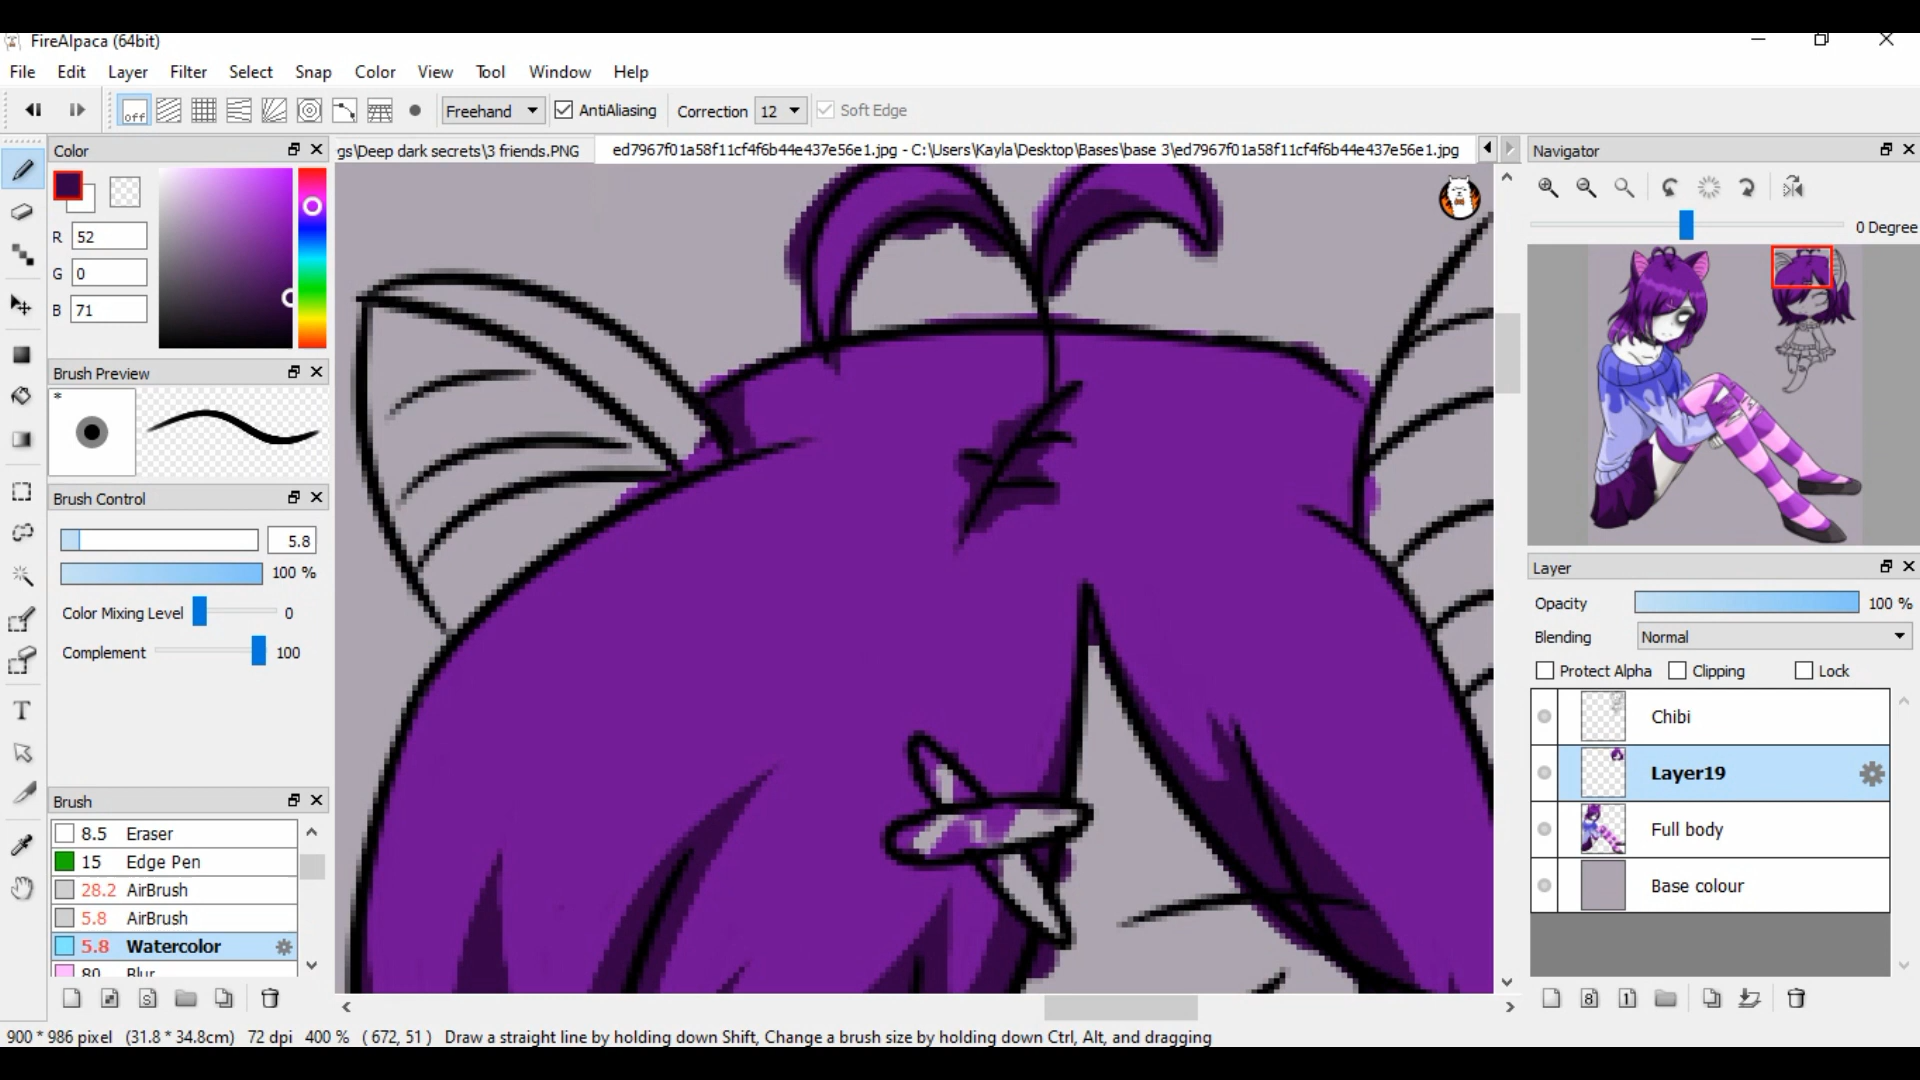 FireAlpaca (64bit)
File Edit Layer Filter Select Snap Color View Tool Window Help
off Freehand AntiAliasing Correction 12 Soft Edge
Color
gs\Deep dark secrets\3 friends.PNG
ed7967f01a58f11cf4f6b44e437e56e1.jpg - C:\Users\Kayla\Desktop\Bases\base 3\ed7967f01a58f11cf4f6b44e437e56e1.jpg
Navigator
R 52
G 0
B 71
0 Degree
Brush Preview
*
Brush Control
5.8
100 %
Color Mixing Level 0
Complement 100
Layer
Opacity 100 %
Blending Normal
Protect Alpha Clipping Lock
Chibi
Layer19
Full body
Base colour
Brush
8.5 Eraser
15 Edge Pen
28.2 AirBrush
5.8 AirBrush
5.8 Watercolor
80 Blur
S
8 1
T
900 * 986 pixel (31.8 * 34.8cm) 72 dpi 400 % ( 672, 51 ) Draw a straight line by holding down Shift, Change a brush size by holding down Ctrl, Alt, and dragging